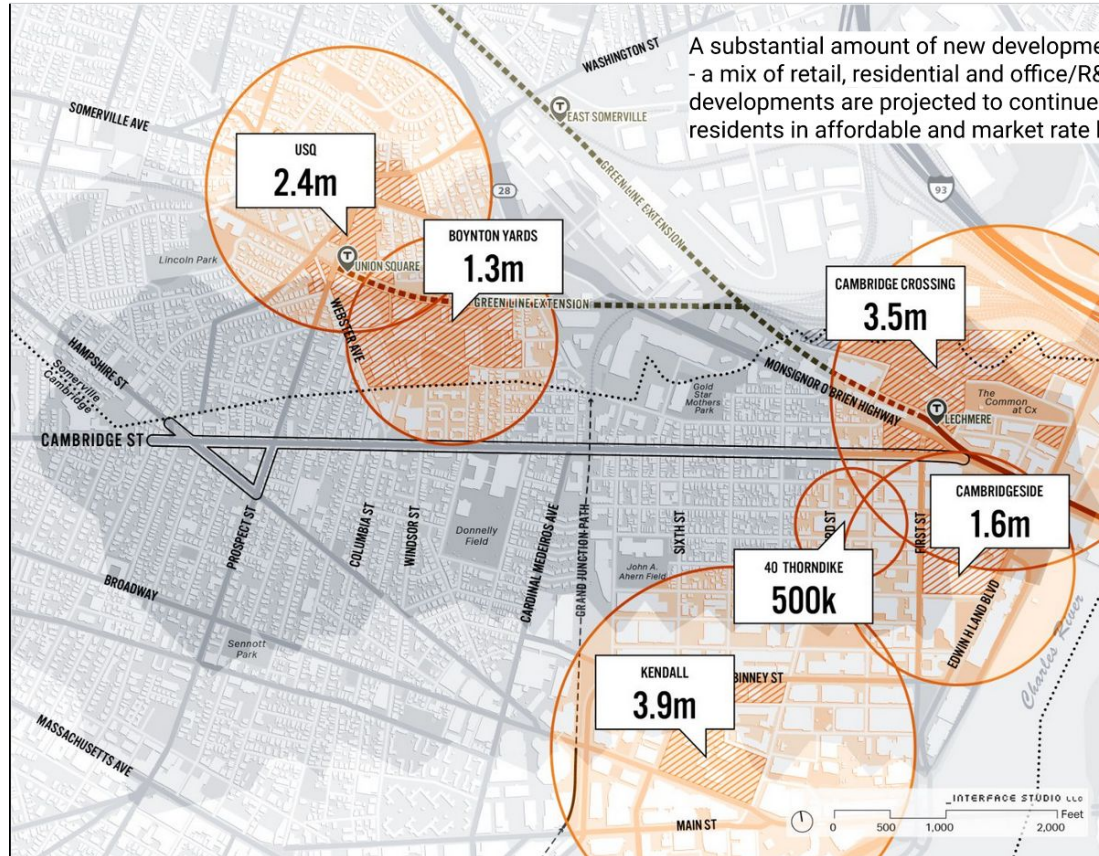 A substantial amount of new developme
- a mix of retail, residential and office/R&
developments are projected to continue
residents in affordable and market rate
WASHINGTON ST
SOMERVILLE AVE
EAST SOMERVILLE
USQ
2.4m
28
93
GREEN LINE EXTENSION
BOYNTON YARDS
1.3m
Lincoln Park
UNION SQUARE
CAMBRIDGE CROSSING
3.5m
GREEN LINE EXTENSION
WEBSTER AVE
HAMPSHIRE ST
Somerville
Cambridge
MONSIGNOR O'BRIEN HIGHWAY
Gold
Star
Mothers
Park
The
Common
at Cx
LECHMERE
CAMBRIDGE ST
CAMBRIDGESIDE
1.6m
PROSPECT ST
COLUMBIA ST
WINDSOR ST
Donnelly
Field
CARDINAL MEDEIROS AVE
GRAND JUNCTION PATH
SIXTH ST
John A.
Ahern Field
RD ST
FIRST ST
40 THORNDIKE
500k
BROADWAY
Sennott
Park
EDWIN H LAND BLVD
Charles River
KENDALL
3.9m
BINNEY ST
MASSACHUSETTS AVE
MAIN ST
_INTERFACE STUDIO LLC
Feet
0 500 1,000 2,000